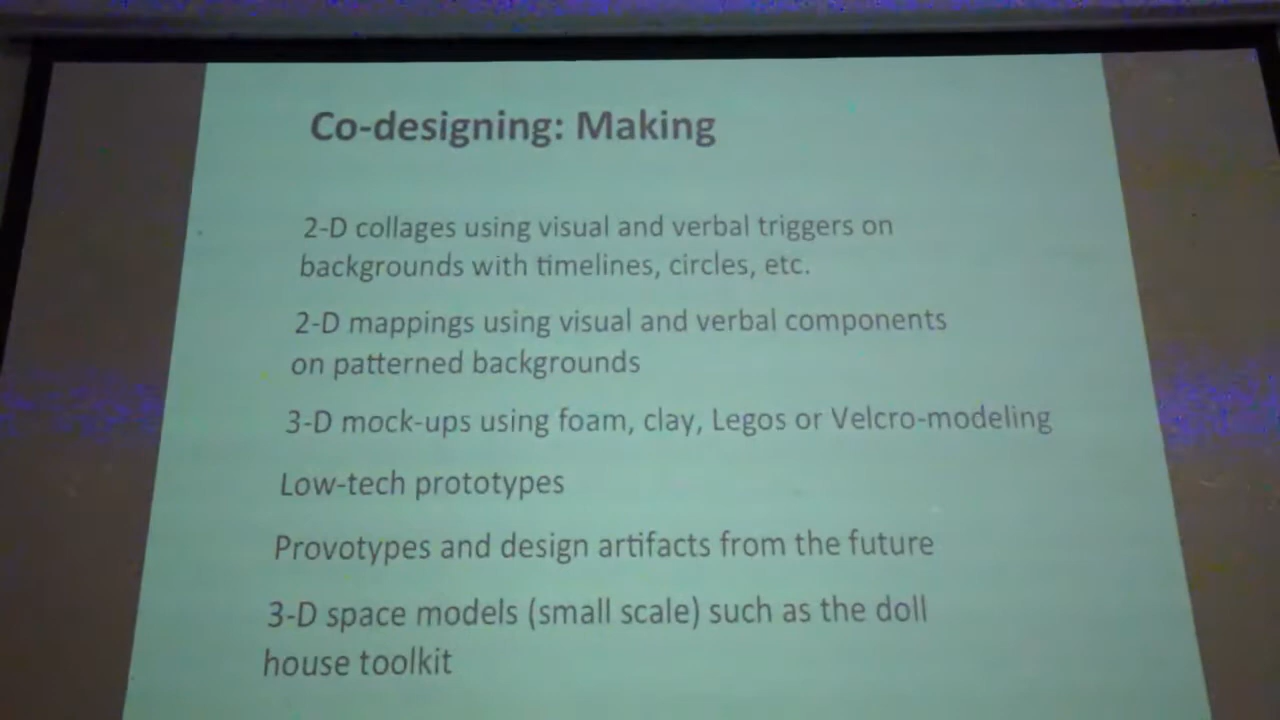 Co-designing: Making
2-D collages using visual and verbal triggers on
backgrounds with timelines, circles, etc.
2-D mappings using visual and verbal components
on patterned backgrounds
3-D mock-ups using foam, clay, Legos or Velcro-modeling
Low-tech prototypes
Provotypes and design artifacts from the future
3-D space models (small scale) such as the doll
house toolkit